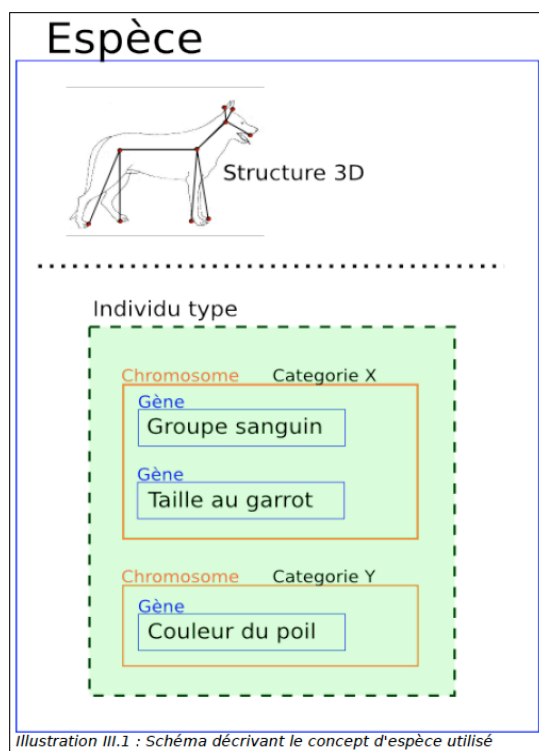 Espèce
Structure 3D
Individu type
Chromosome Categorie X
Gène
Groupe sanguin
Gène
Taille au garrot
Chromosome Categorie Y
Gène
Couleur du poil
Illustration III.1 : Schéma décrivant le concept d'espèce utilisé